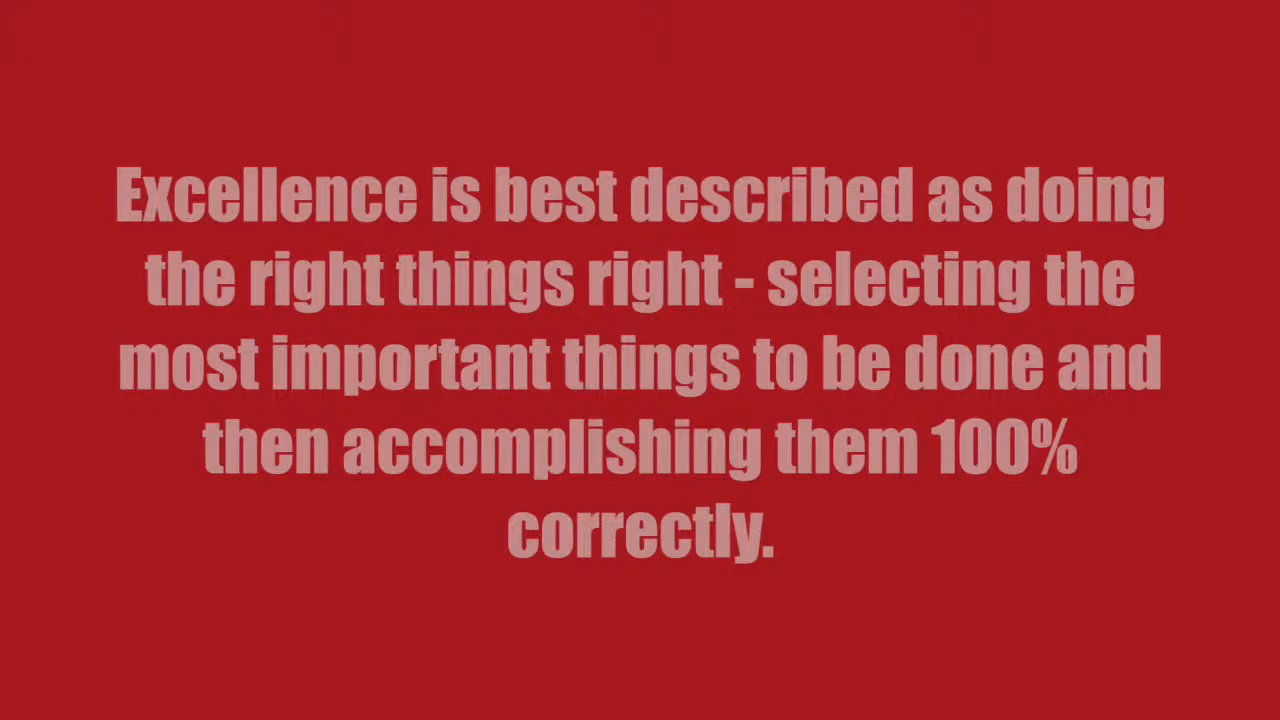 Excellence is best described as doing
the right things right - selecting the
most important things to be done and
then accomplishing them 100%
correctly.